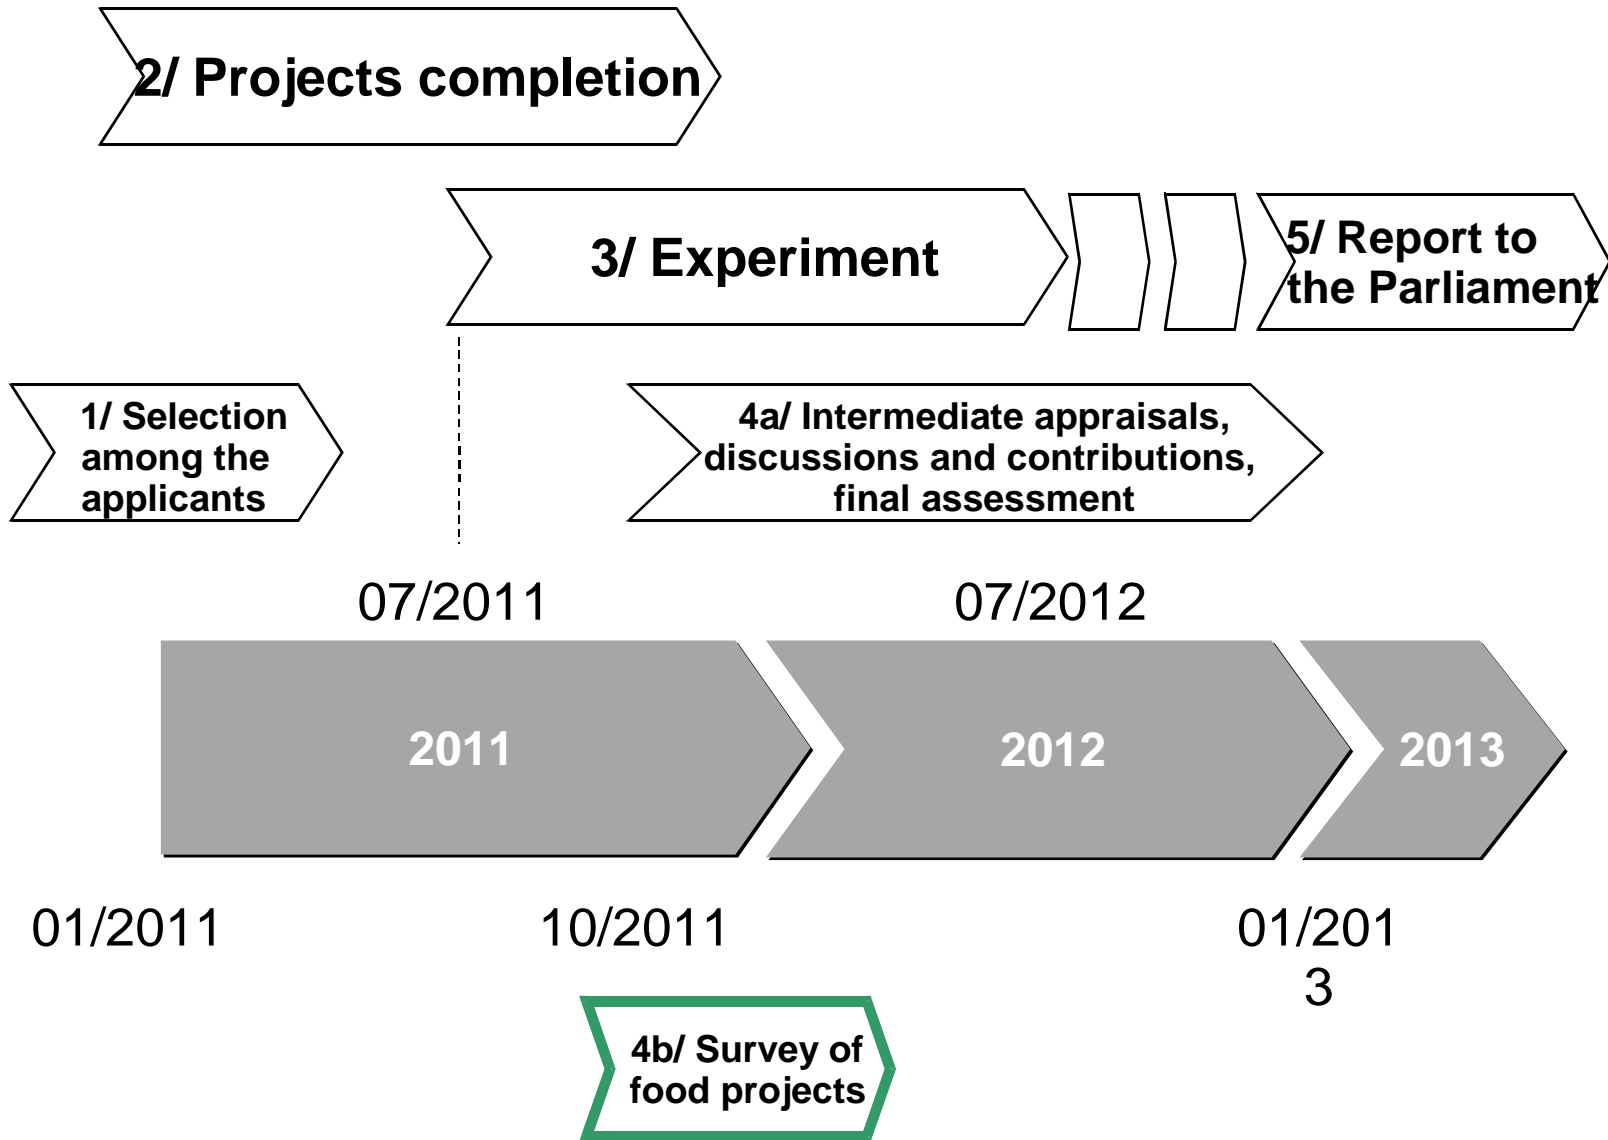 2/ Projects completion
3/ Experiment
5/ Report to
the Parliament
1/ Selection
among the
applicants
4a/ Intermediate appraisals,
discussions and contributions,
final assessment
07/2011
07/2012
2011
2012
2013
01/2011
10/2011
01/201
3
4b/ Survey of
food projects